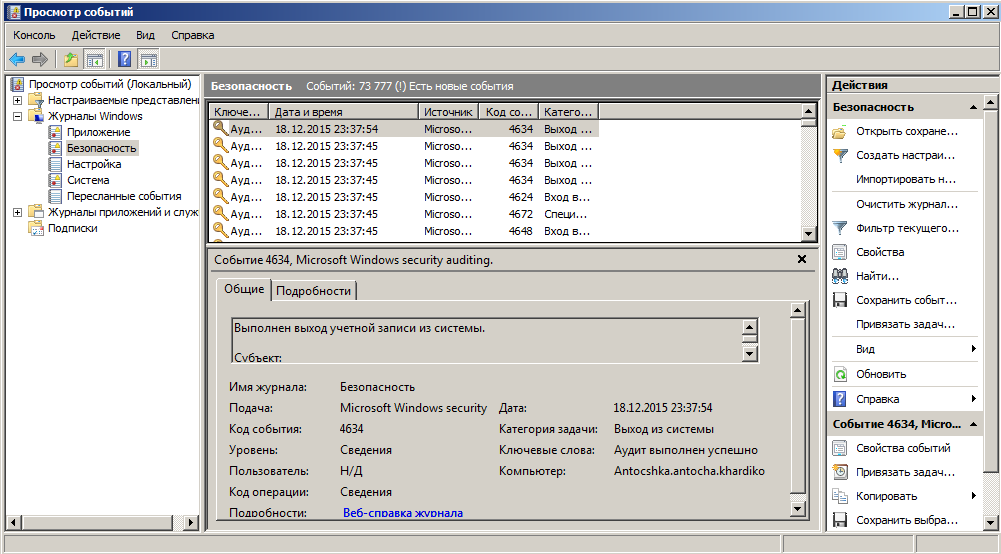 Просмотр событий
Консоль Действие Вид Справка
Просмотр событий (Локальный)
Настраиваемые представлен
Журналы Windows
Приложение
Безопасность
Настройка
Система
Пересланные события
Журналы приложений и служ
Подписки
Безопасность Событий: 73 777 (!) Есть новые события
Ключе... Дата и время Источник Код со... Катего...
Ауд... 18.12.2015 23:37:54 Microso... 4634 Выход ...
Ауд... 18.12.2015 23:37:45 Microso... 4634 Выход ...
Ауд... 18.12.2015 23:37:45 Microso... 4634 Выход ...
Ауд... 18.12.2015 23:37:45 Microso... 4634 Выход ...
Ауд... 18.12.2015 23:37:45 Microso... 4624 Вход в...
Ауд... 18.12.2015 23:37:45 Microso... 4672 Специ...
Ауд... 18.12.2015 23:37:45 Microso... 4648 Вход в...
Событие 4634, Microsoft Windows security auditing.
Общие Подробности
Выполнен выход учетной записи из системы.
Субъект:
Имя журнала: Безопасность
Подача: Microsoft Windows security Дата: 18.12.2015 23:37:54
Код события: 4634 Категория задачи: Выход из системы
Уровень: Сведения Ключевые слова: Аудит выполнен успешно
Пользователь: Н/Д Компьютер: Antocshka.antocha.khardiko
Код операции: Сведения
Подробности: Веб-справка журнала
Действия
Безопасность
Открыть сохране...
Создать настраи...
Импортировать н...
Очистить журнал...
Фильтр текущего...
Свойства
Найти...
Сохранить событ...
Привязать задач...
Вид
Обновить
Справка
Событие 4634, Micro...
Свойства событий
Привязать задач...
Копировать
Сохранить выбра...